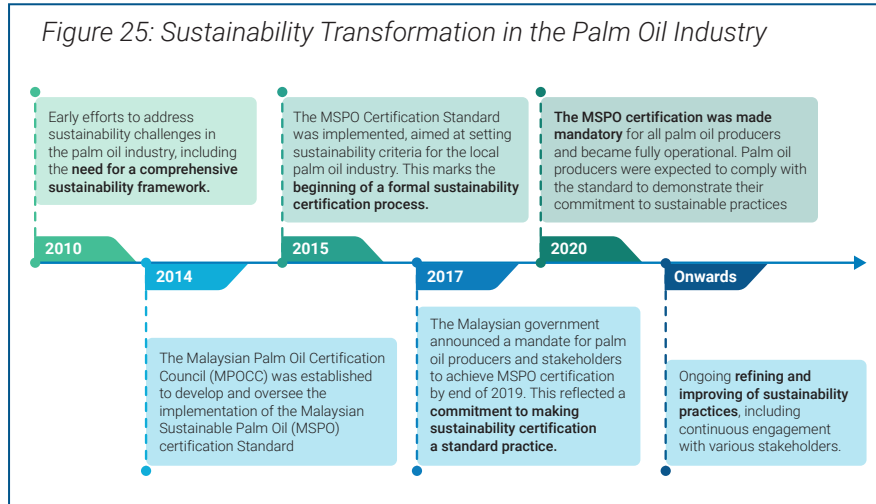 Figure 25: Sustainability Transformation in the Palm Oil Industry
Early efforts to address
sustainability challenges in
the palm oil industry, including
the need for a comprehensive
sustainability framework.
2010
The Malaysian Palm Oil Certification
Council (MPOCC) was established
to develop and oversee the
implementation of the Malaysian
Sustainable Palm Oil (MSPO)
certification Standard
2014
The MSPO Certification Standard
was implemented, aimed at setting
sustainability criteria for the local
palm oil industry. This marks the
beginning of a formal sustainability
certification process.
2015
The Malaysian government
announced a mandate for palm
oil producers and stakeholders
to achieve MSPO certification
by end of 2019. This reflected a
commitment to making
sustainability certification
a standard practice.
2017
The MSPO certification was made
mandatory for all palm oil producers
and became fully operational. Palm oil
producers were expected to comply with
the standard to demonstrate their
commitment to sustainable practices
2020
Onwards
Ongoing refining and
improving of sustainability
practices, including
continuous engagement
with various stakeholders.